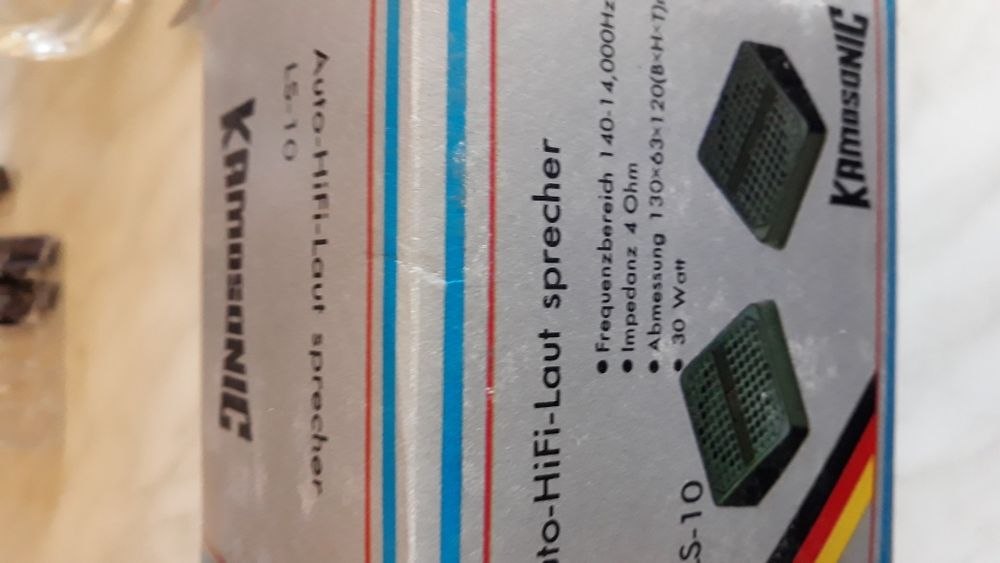 KAmosoNIC
LS-10
Auto-HiFi-Laut sprecher
uto-HiFi-Laut sprecher
● Frequenzbereich 140-14,000Hz
● Impedanz 4 Ohm
● Abmessung 130×63×120(B×H×T)
● 30 Watt
LS-10
KAmosoNIC